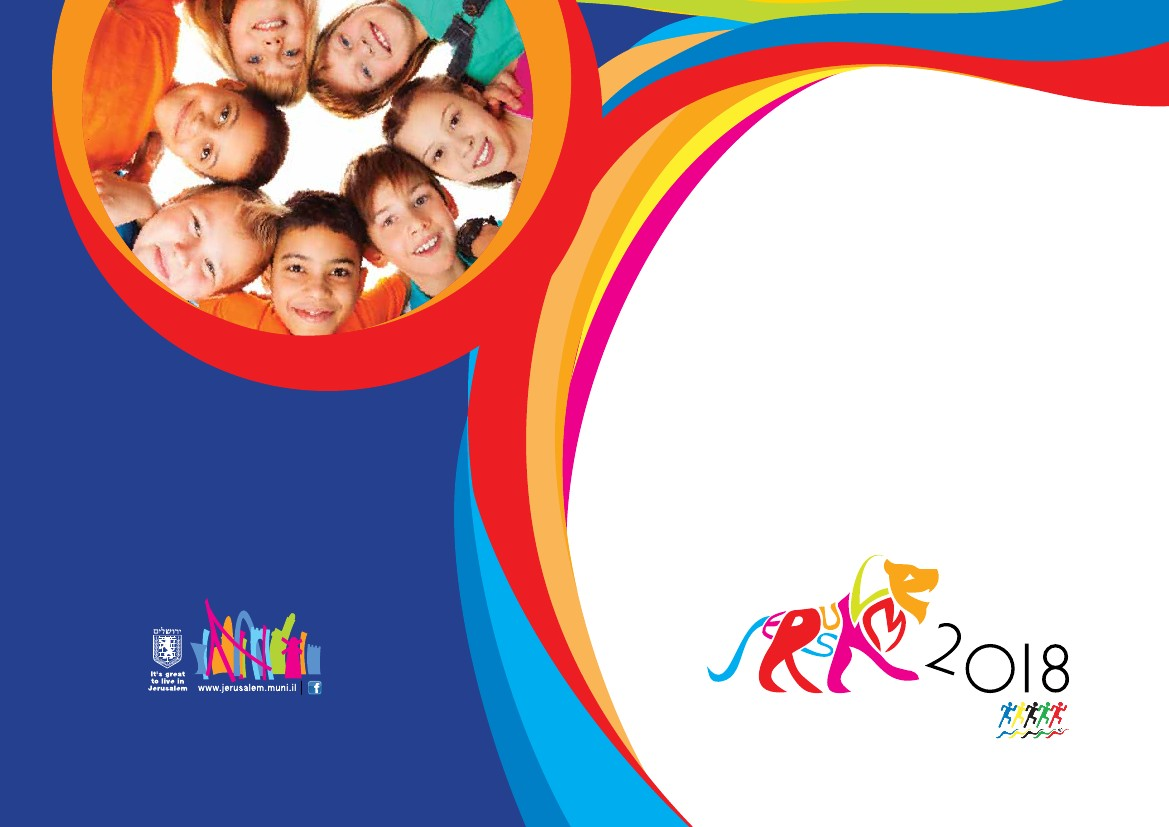 ירושלים
It's great
to live in
Jerusalem
www.jerusalem.muni.il
f
JERUSALEM 2018